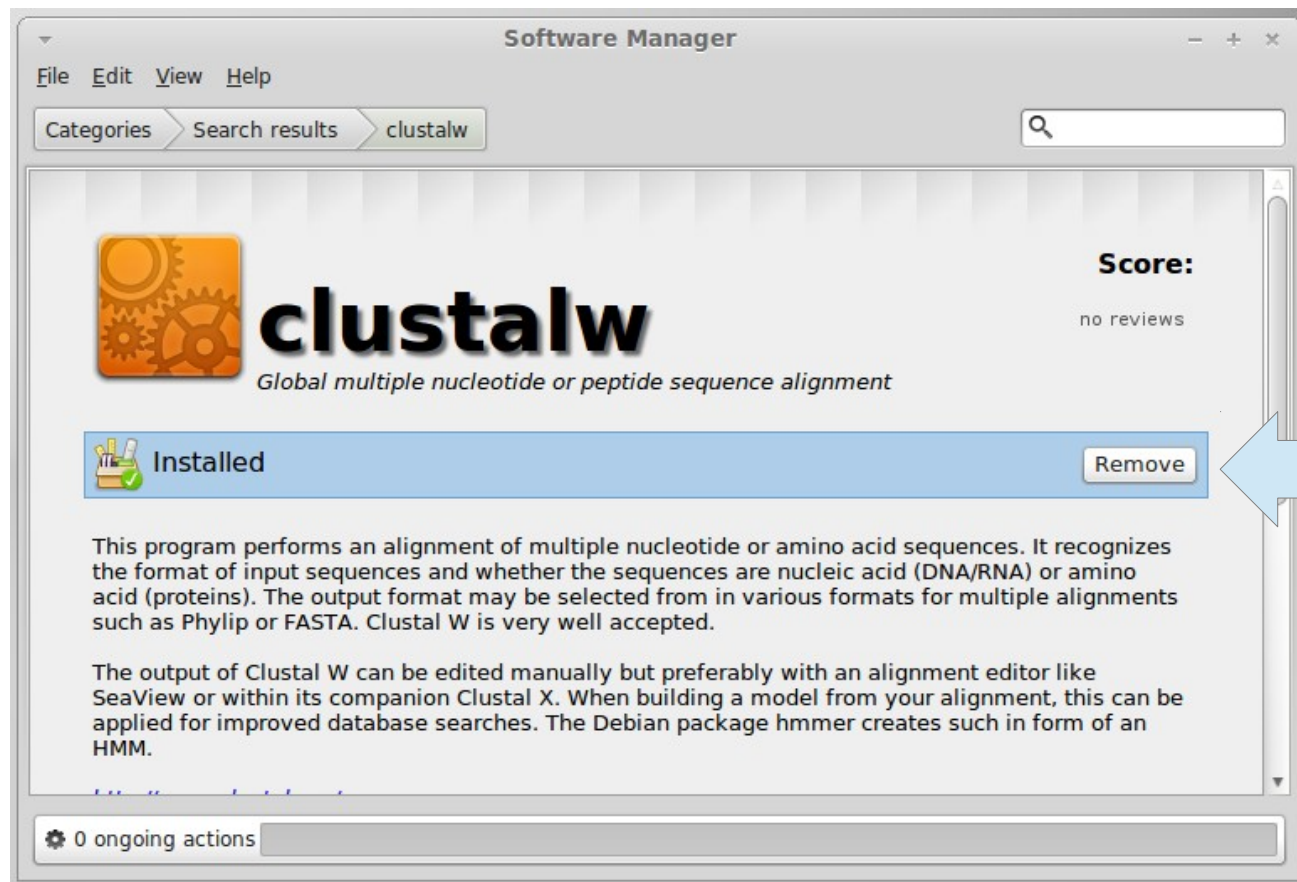 Software Manager
File Edit View Help
Categories Search results clustalw
Score:
clustalw
no reviews
Global multiple nucleotide or peptide sequence alignment
Installed Remove
This program performs an alignment of multiple nucleotide or amino acid sequences. It recognizes
the format of input sequences and whether the sequences are nucleic acid (DNA/RNA) or amino
acid (proteins). The output format may be selected from in various formats for multiple alignments
such as Phylip or FASTA. Clustal W is very well accepted.
The output of Clustal W can be edited manually but preferably with an alignment editor like
SeaView or within its companion Clustal X. When building a model from your alignment, this can be
applied for improved database searches. The Debian package hmmer creates such in form of an
HMM.
0 ongoing actions